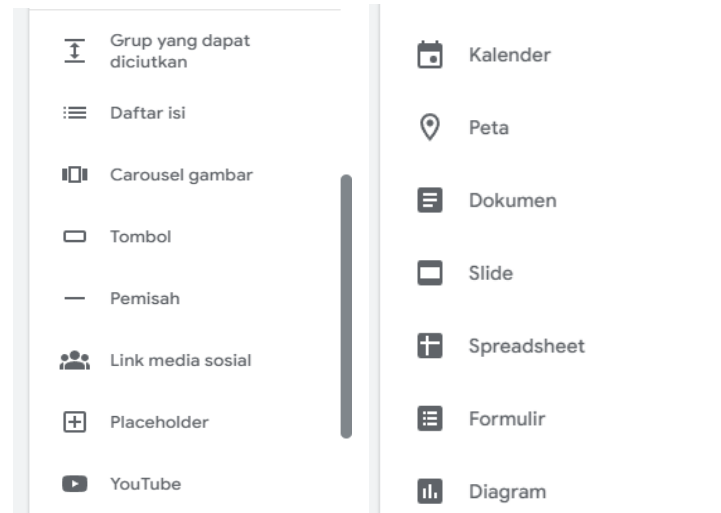 Grup yang dapat
diciutkan
Daftar isi
Carousel gambar
Tombol
Pemisah
Link media sosial
Placeholder
YouTube
Kalender
Peta
Dokumen
Slide
Spreadsheet
Formulir
Diagram